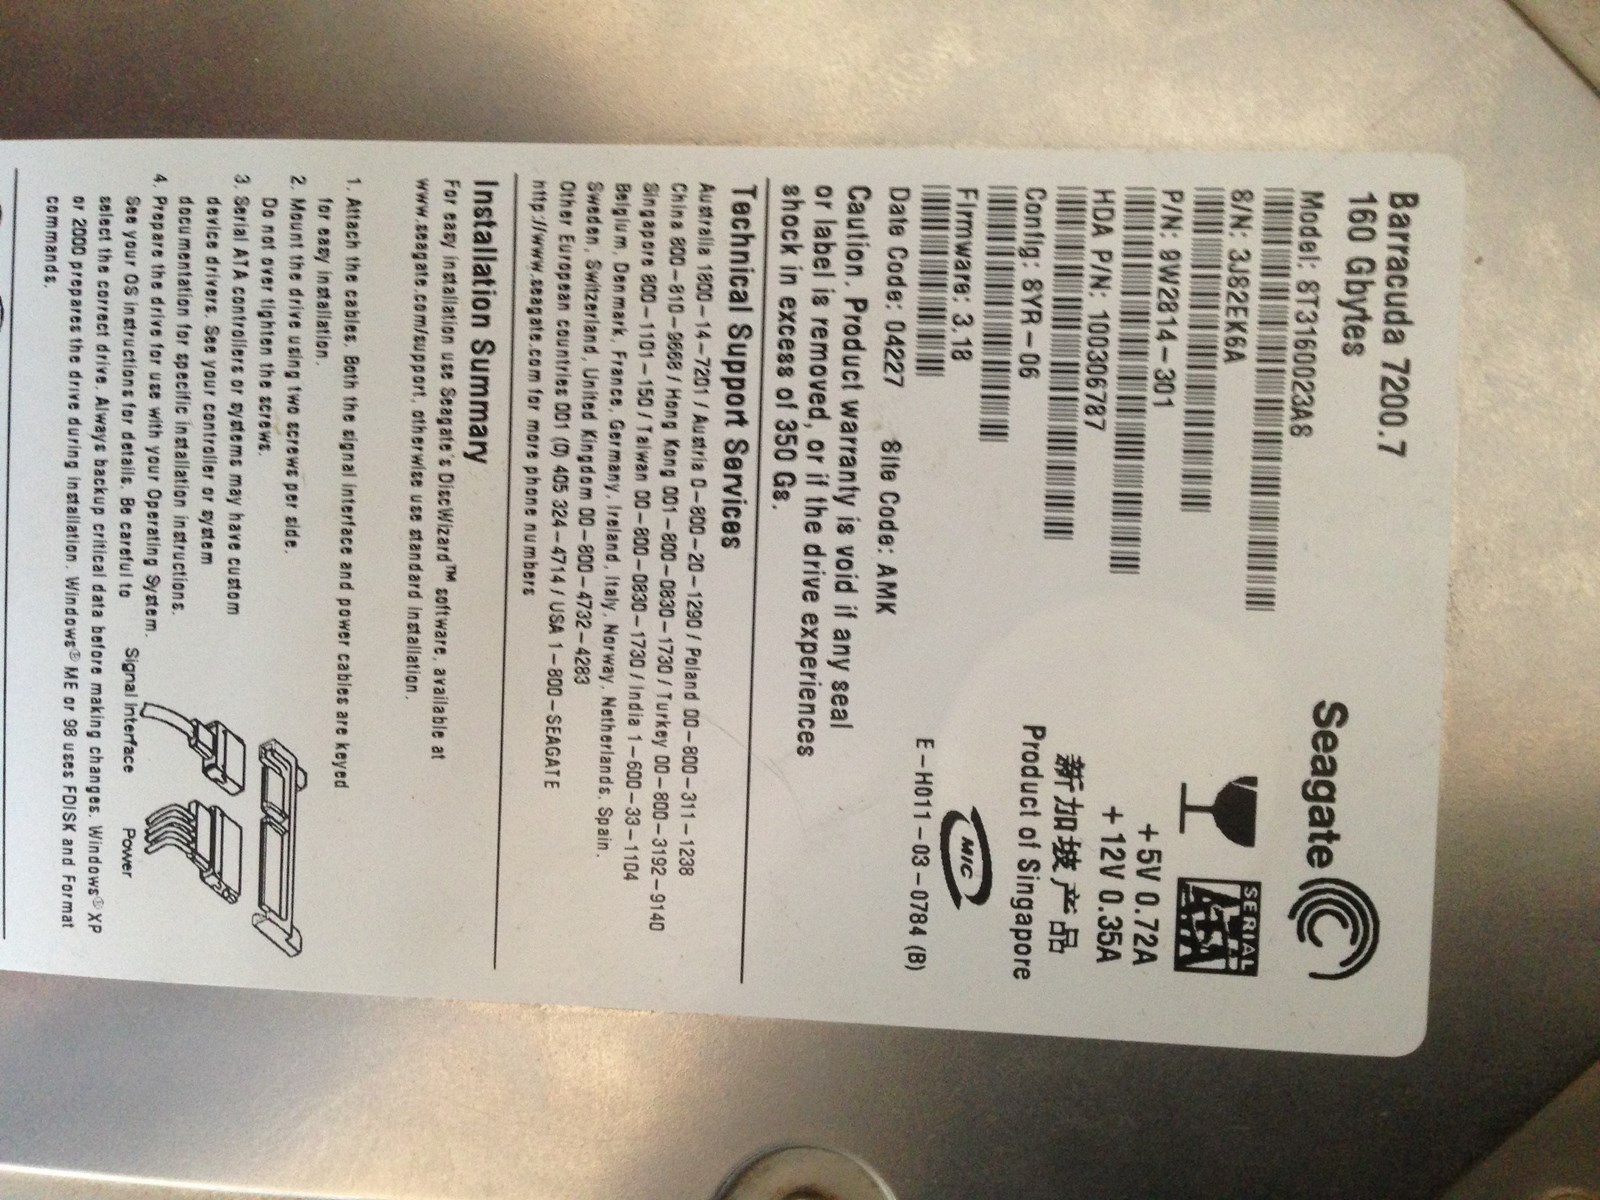 Barracuda 7200.7
160 Gbytes
Seagate
Model: ST3160023AS
S/N: 3JS2EK6A
P/N: 9W2814-301
HDA P/N: 100306787
Config: SYR-06
Firmware: 3.18
Date Code: 04227 Site Code: AMK
SERIAL
ATA
+5V 0.72A
+12V 0.35A
新加坡产品
Product of Singapore
MIC
E-H011-03-0784 (B)
Caution. Product warranty is void if any seal
or label is removed, or if the drive experiences
shock in excess of 350 Gs.
Technical Support Services
Australia 1800-14-7201 / Austria 0-800-20-1290 / Poland 00-800-311-1238
China 800-810-9668 / Hong Kong 001-800-0830-1730 / Turkey 00-800-3192-9140
Singapore 800-1101-150 / Taiwan 00-800-0830-1730 / India 1-600-33-1104
Belgium, Denmark, France, Germany, Ireland, Italy, Norway, Netherlands, Spain,
Sweden, Switzerland, United Kingdom 00-800-4732-4283
Other European countries 001 (0) 405 324-4714 / USA 1-800-SEAGATE
http://www.seagate.com for more phone numbers
Installation Summary
For easy installation use Seagate's DiscWizard™ software, available at
www.seagate.com/support, otherwise use standard installation.
1. Attach the cables. Both the signal interface and power cables are keyed
for easy installation.
2. Mount the drive using two screws per side.
Do not over tighten the screws.
3. Serial ATA controllers or systems may have custom
device drivers. See your controller or system
documentation for specific installation instructions.
4. Prepare the drive for use with your Operating System.
See your OS instructions for details. Be careful to
select the correct drive. Always backup critical data before making changes. Windows® XP
or 2000 prepares the drive during installation. Windows® ME or 98 uses FDISK and Format
commands.
Signal Interface
Power